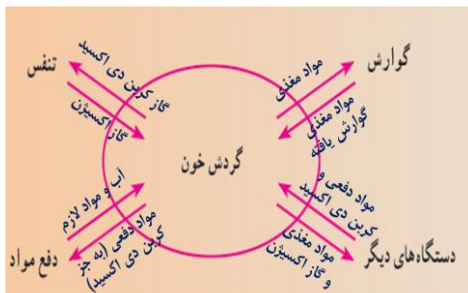 گوارش
مواد مغذی
مواد مغذی
گوارش یافته
تنفس
گاز کربن دی اکسید
گاز اکسیژن
گردش خون
آب و مواد لازم
مواد دفعی (به جز
کربن دی اکسید)
دفع مواد
مواد دفعی و
کربن دی اکسید
مواد مغذی
و گاز اکسیژن
دستگاه‌های دیگر